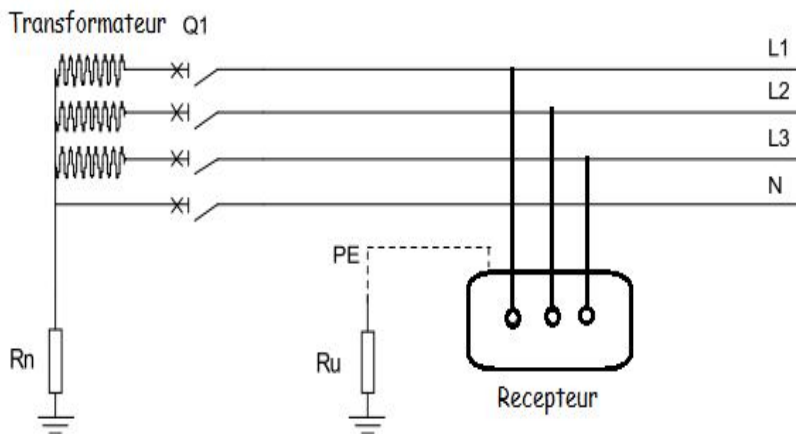 Transformateur Q1
L1
L2
L3
N
PE
Rn
Ru
Recepteur